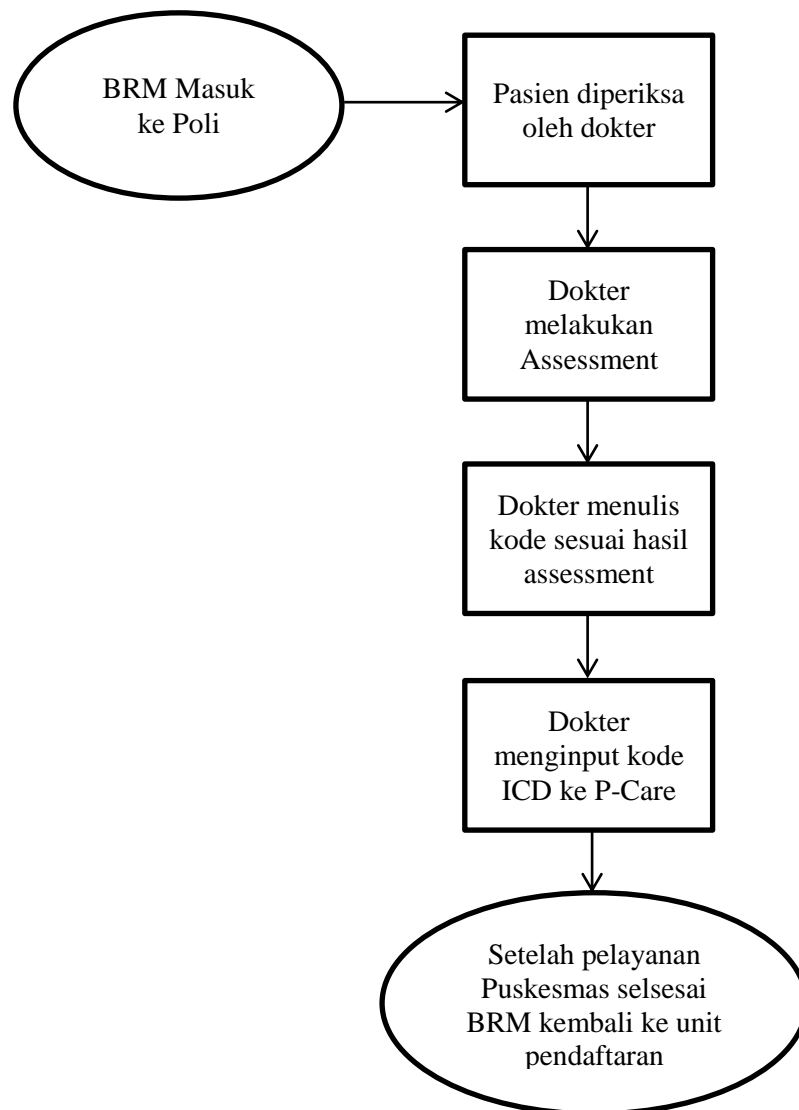 BRM Masuk
ke Poli
Pasien diperiksa
oleh dokter
Dokter
melakukan
Assessment
Dokter menulis
kode sesuai hasil
assessment
Dokter
menginput kode
ICD ke P-Care
Setelah pelayanan
Puskesmas selsesai
BRM kembali ke unit
pendaftaran